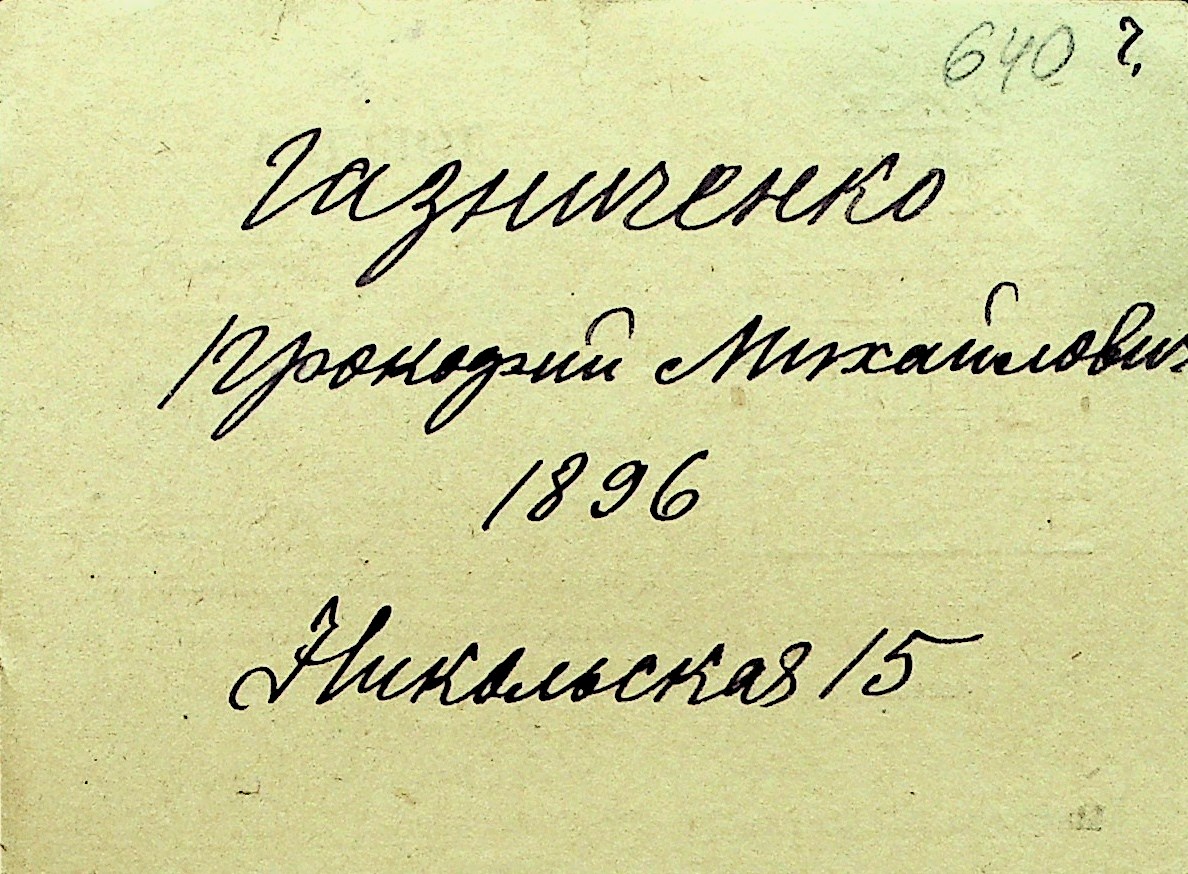 640 г.
Газниченко
Прокофий Михайлович
1896
Никольская 15